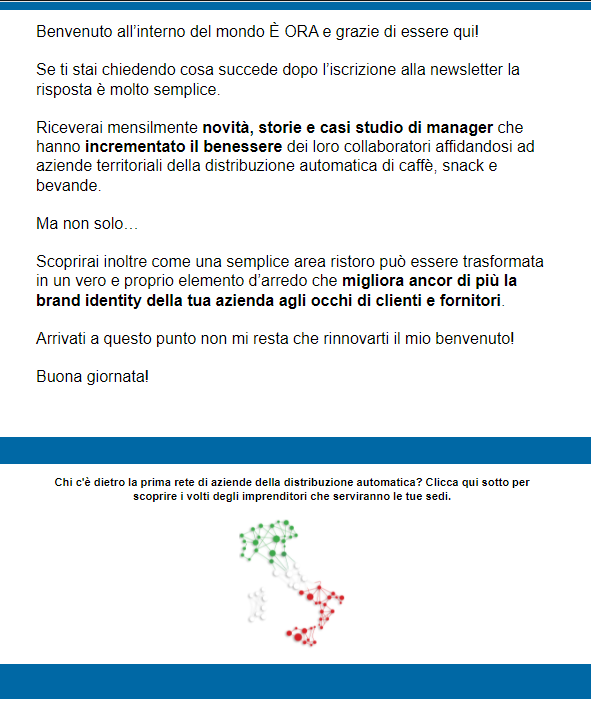 Benvenuto all’interno del mondo È ORA e grazie di essere qui!
Se ti stai chiedendo cosa succede dopo l’iscrizione alla newsletter la
risposta è molto semplice.
Riceverai mensilmente novità, storie e casi studio di manager che
hanno incrementato il benessere dei loro collaboratori affidandosi ad
aziende territoriali della distribuzione automatica di caffè, snack e
bevande.
Ma non solo…
Scoprirai inoltre come una semplice area ristoro può essere trasformata
in un vero e proprio elemento d’arredo che migliora ancor di più la
brand identity della tua azienda agli occhi di clienti e fornitori.
Arrivati a questo punto non mi resta che rinnovarti il mio benvenuto!
Buona giornata!
Chi c'è dietro la prima rete di aziende della distribuzione automatica? Clicca qui sotto per
scoprire i volti degli imprenditori che serviranno le tue sedi.